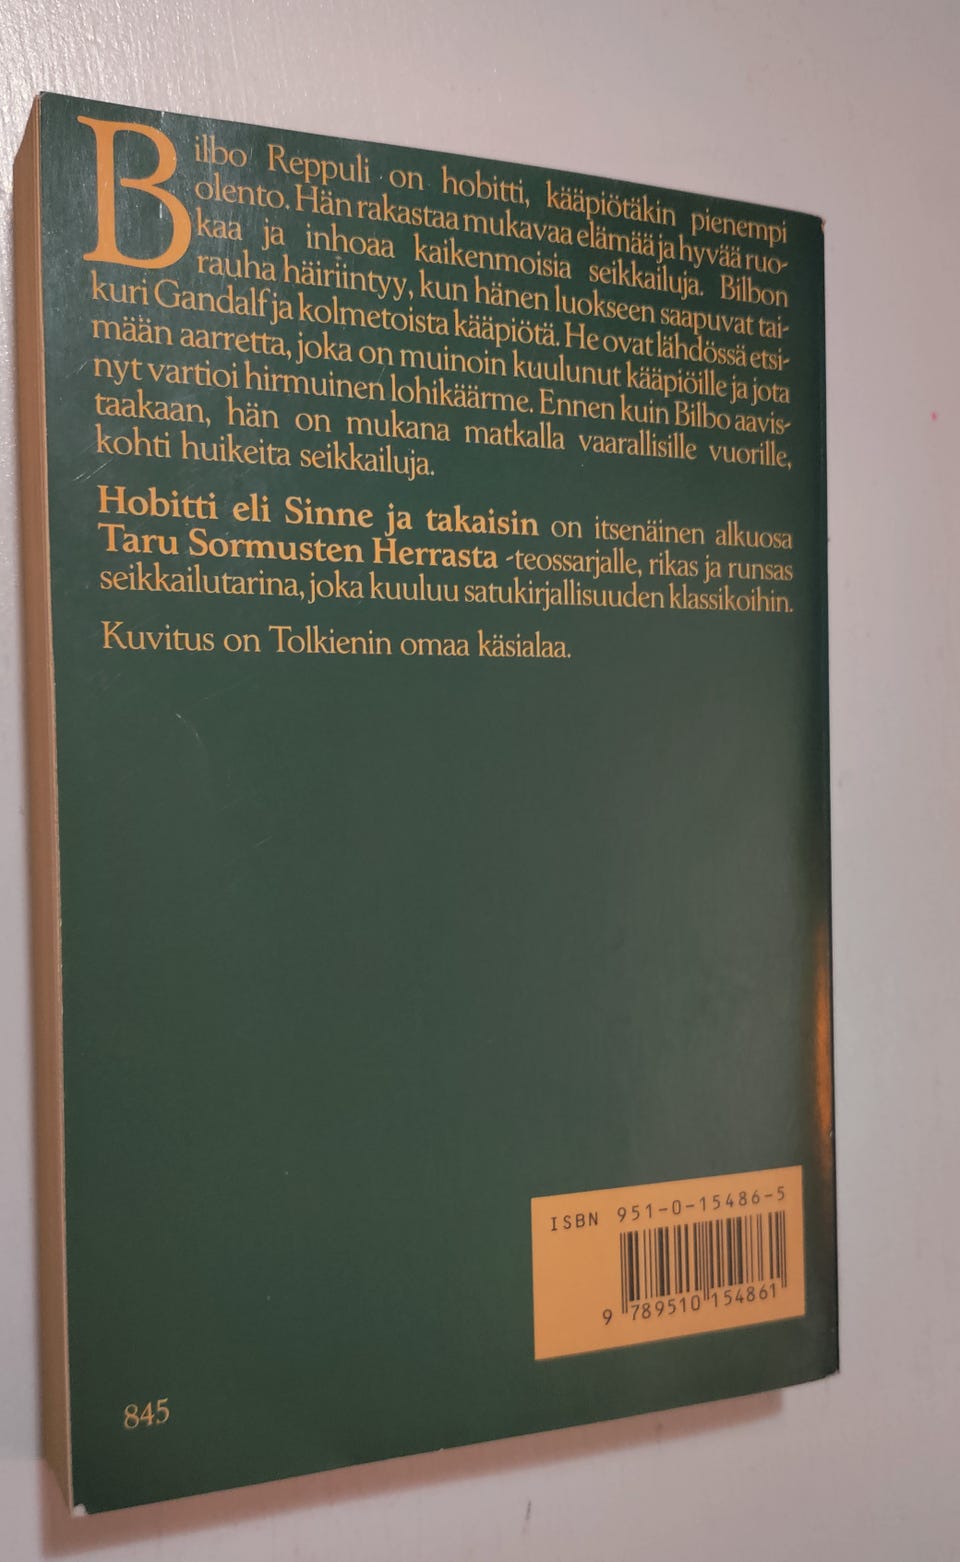 Bilbo Reppuli on hobitti, kääpiötäkin pienempi
olento. Hän rakastaa mukavaa elämää ja hyvää ruo-
kaa ja inhoaa kaikenmoisia seikkailuja. Bilbon
rauha häiriintyy, kun hänen luokseen saapuvat tai-
kuri Gandalf ja kolmetoista kääpiötä. He ovat lähdössä etsi-
mään aarretta, joka on muinoin kuulunut kääpiöille ja jota
nyt vartioi hirmuinen lohikäärme. Ennen kuin Bilbo aavis-
taakaan, hän on mukana matkalla vaarallisille vuorille,
kohti huikeita seikkailuja.
Hobitti eli Sinne ja takaisin on itsenäinen alkuosa
Taru Sormusten Herrasta -teossarjalle, rikas ja runsas
seikkailutarina, joka kuuluu satukirjallisuuden klassikoihin.
Kuvitus on Tolkienin omaa käsialaa.
ISBN 951-0-15486-5
9 789510 154861
845